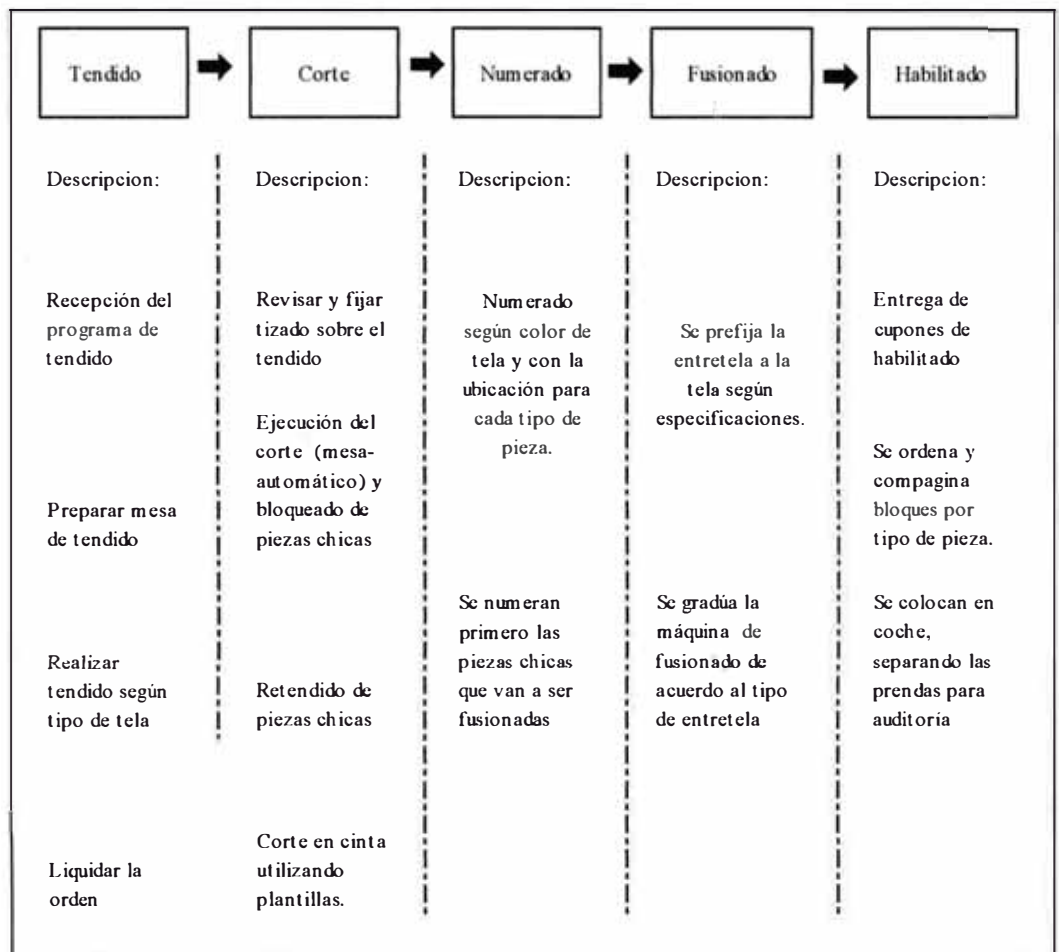 Tendido
Corte
Numerado
Fusionado
Habilitado
Descripcion:
Recepción del
programa de
tendido
Preparar mesa
de tendido
Realizar
tendido según
tipo de tela
Liquidar la
orden
Descripcion:
Revisar y fijar
tizado sobre el
tendido
Ejecución del
corte (mesa-
automático) y
bloqueado de
piezas chicas
Retendido de
piezas chicas
Corte en cinta
utilizando
plantillas.
Descripcion:
Numerado
según color de
tela y con la
ubicación para
cada tipo de
pieza.
Se numeran
primero las
piezas chicas
que van a ser
fusionadas
Descripcion:
Se prefija la
entretela a la
tela según
especificaciones.
Se gradúa la
máquina de
fusionado de
acuerdo al tipo
de entretela
Descripcion:
Entrega de
cupones de
habilitado
Se ordena y
compagina
bloques por
tipo de pieza.
Se colocan en
coche,
separando las
prendas para
auditoría